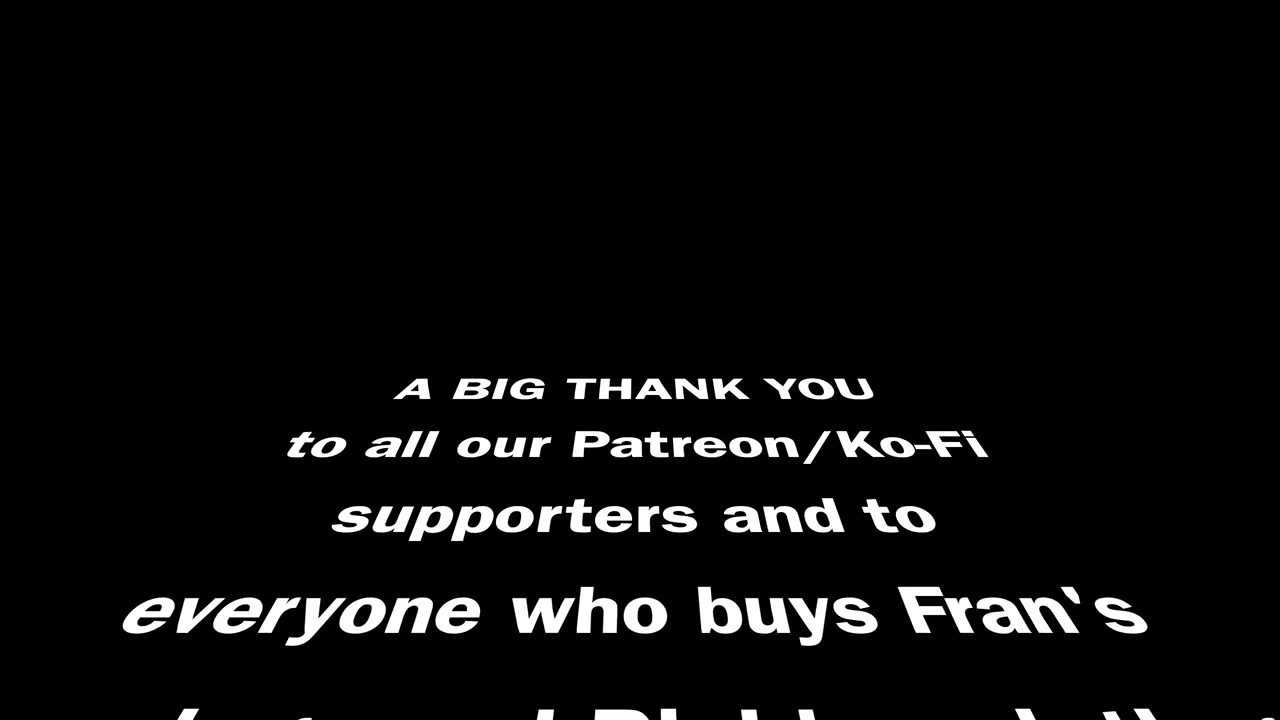 A BIG THANK YOU
to all our Patreon/Ko-Fi
supporters and to
everyone who buys Fran's